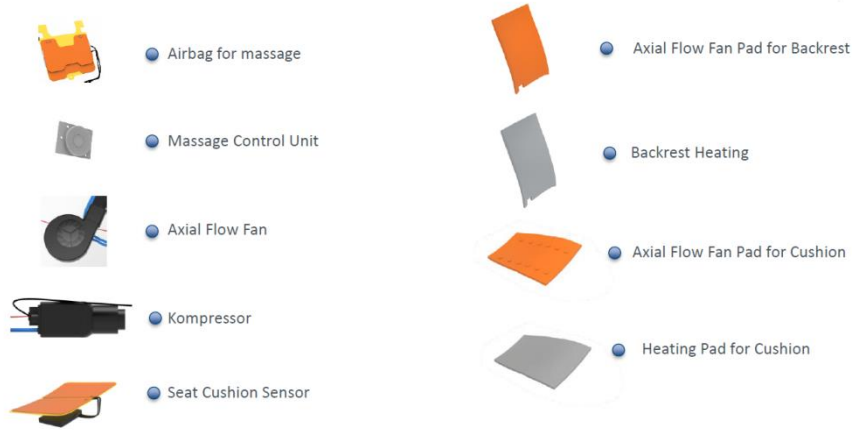 Airbag for massage
Massage Control Unit
Axial Flow Fan
Kompressor
Seat Cushion Sensor
Axial Flow Fan Pad for Backrest
Backrest Heating
Axial Flow Fan Pad for Cushion
Heating Pad for Cushion